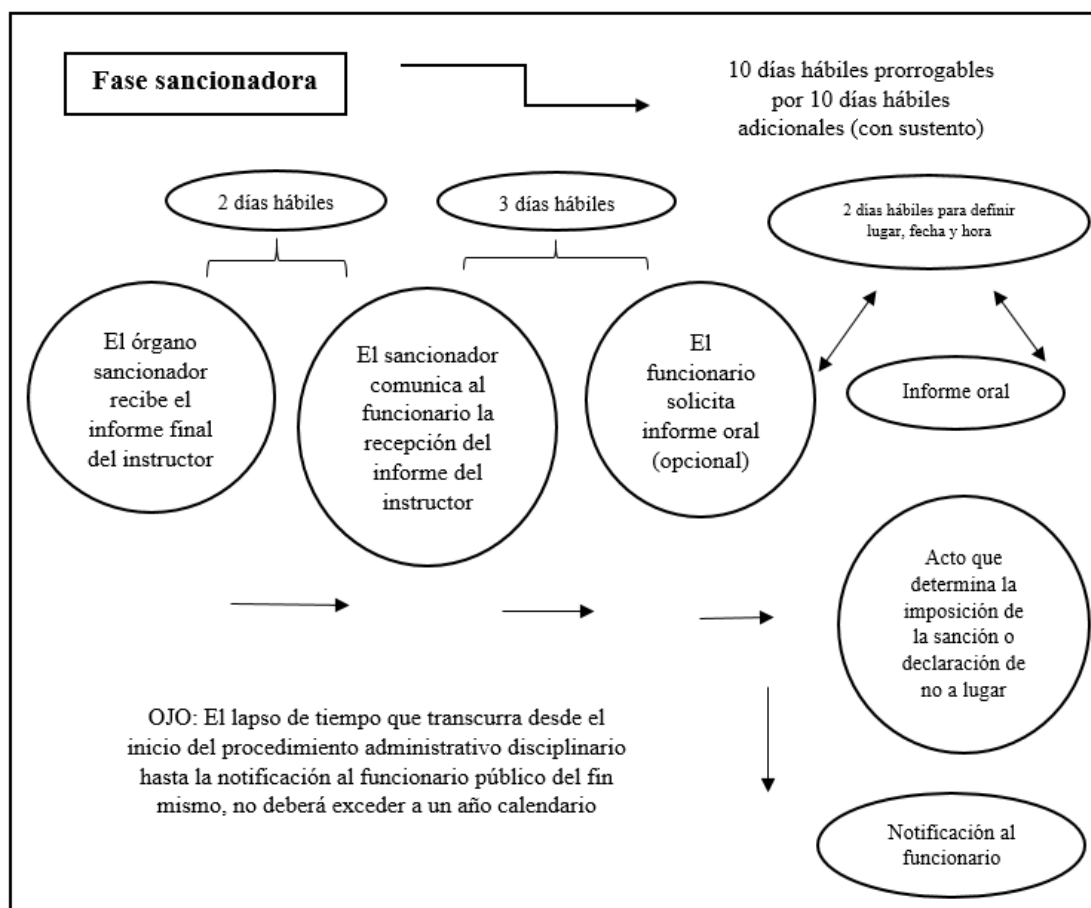 Fase sancionadora
10 días hábiles prorrogables
por 10 días hábiles
adicionales (con sustento)
2 días hábiles
3 días hábiles
2 días hábiles para definir
lugar, fecha y hora
El órgano
sancionador
recibe el
informe final
del instructor
El sancionador
comunica al
funcionario la
recepción del
informe del
instructor
El
funcionario
solicita
informe oral
(opcional)
Informe oral
Acto que
determina la
imposición de
la sanción o
declaración de
no a lugar
OJO: El lapso de tiempo que transcurra desde el
inicio del procedimiento administrativo disciplinario
hasta la notificación al funcionario público del fin
mismo, no deberá exceder a un año calendario
Notificación al
funcionario